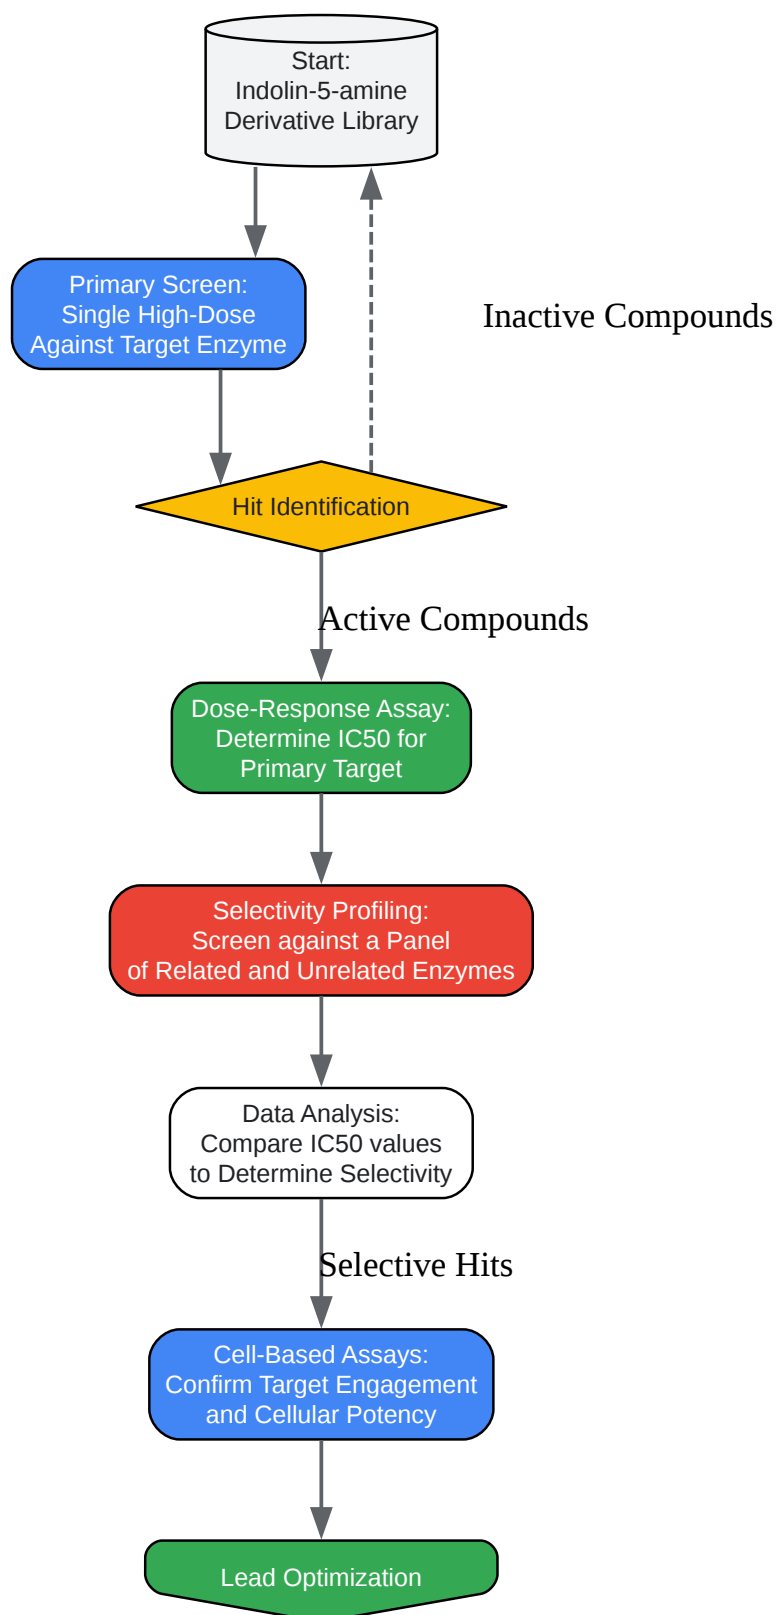 Start:
Indolin-5-amine
Derivative Library
Primary Screen:
Single High-Dose
Against Target Enzyme
Inactive Compounds
Hit Identification
Active Compounds
Dose-Response Assay:
Determine IC50 for
Primary Target
Selectivity Profiling:
Screen against a Panel
of Related and Unrelated Enzymes
Data Analysis:
Compare IC50 values
to Determine Selectivity
Selective Hits
Cell-Based Assays:
Confirm Target Engagement
and Cellular Potency
Lead Optimization